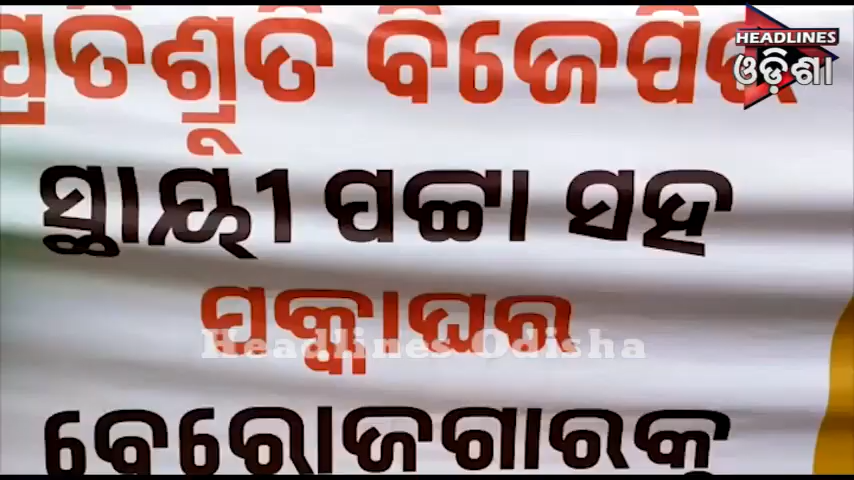 ପ୍ରତିଶ୍ରୁତି ବିଜେପିର
HEADLINES
ଓଡ଼ିଶା
ସ୍ଥାୟୀ ପଟ୍ଟା ସହ
ପକ୍କାଘର
Headlines Odisha
ବେରୋଜଗାରଙ୍କୁ